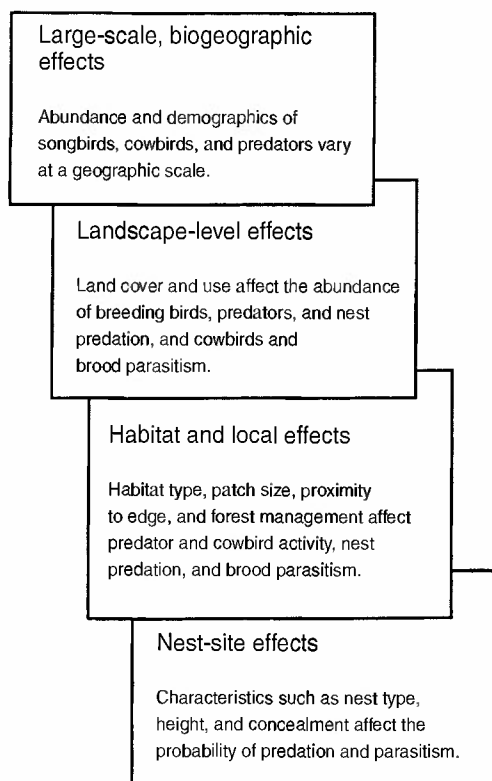 Large-scale, biogeographic
effects
Abundance and demographics of
songbirds, cowbirds, and predators vary
at a geographic scale.
Landscape-level effects
Land cover and use affect the abundance
of breeding birds, predators, and nest
predation, and cowbirds and
brood parasitism.
Habitat and local effects
Habitat type, patch size, proximity
to edge, and forest management affect
predator and cowbird activity, nest
predation, and brood parasitism.
Nest-site effects
Characteristics such as nest type,
height, and concealment affect the
probability of predation and parasitism.